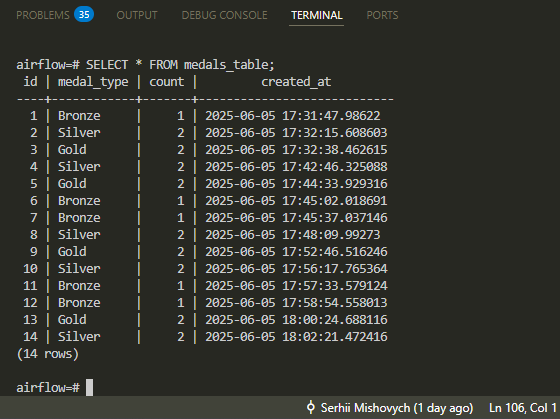 PROBLEMS 35 OUTPUT DEBUG CONSOLE TERMINAL PORTS
airflow=# SELECT * FROM medals_table;
 id | medal_type | count |         created_at
----+------------+-------+----------------------------
  1 | Bronze     |     1 | 2025-06-05 17:31:47.98622
  2 | Silver     |     2 | 2025-06-05 17:32:15.608603
  3 | Gold       |     2 | 2025-06-05 17:32:38.462615
  4 | Silver     |     2 | 2025-06-05 17:42:46.325088
  5 | Gold       |     2 | 2025-06-05 17:44:33.929316
  6 | Bronze     |     1 | 2025-06-05 17:45:02.018691
  7 | Bronze     |     1 | 2025-06-05 17:45:37.037146
  8 | Silver     |     2 | 2025-06-05 17:48:09.99273
  9 | Gold       |     2 | 2025-06-05 17:52:46.516246
 10 | Silver     |     2 | 2025-06-05 17:56:17.765364
 11 | Bronze     |     1 | 2025-06-05 17:57:33.579124
 12 | Bronze     |     1 | 2025-06-05 17:58:54.558013
 13 | Gold       |     2 | 2025-06-05 18:00:24.688116
 14 | Silver     |     2 | 2025-06-05 18:02:21.472416
(14 rows)
airflow=#
Serhii Mishovych (1 day ago) Ln 106, Col 1